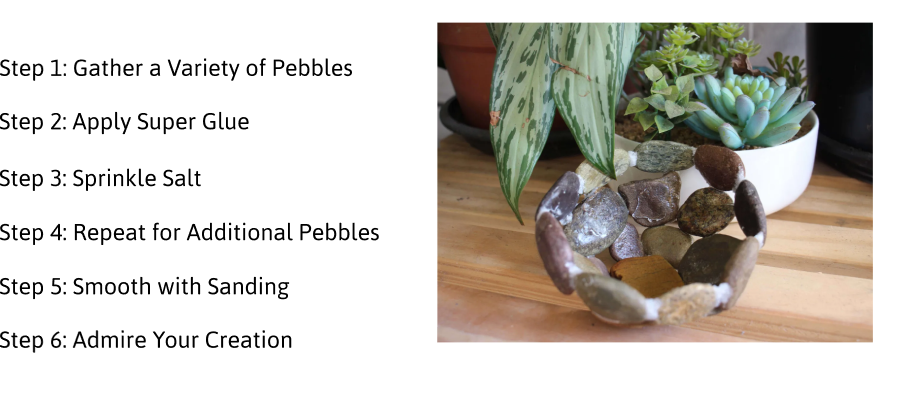 Step 1: Gather a Variety of Pebbles
Step 2: Apply Super Glue
Step 3: Sprinkle Salt
Step 4: Repeat for Additional Pebbles
Step 5: Smooth with Sanding
Step 6: Admire Your Creation